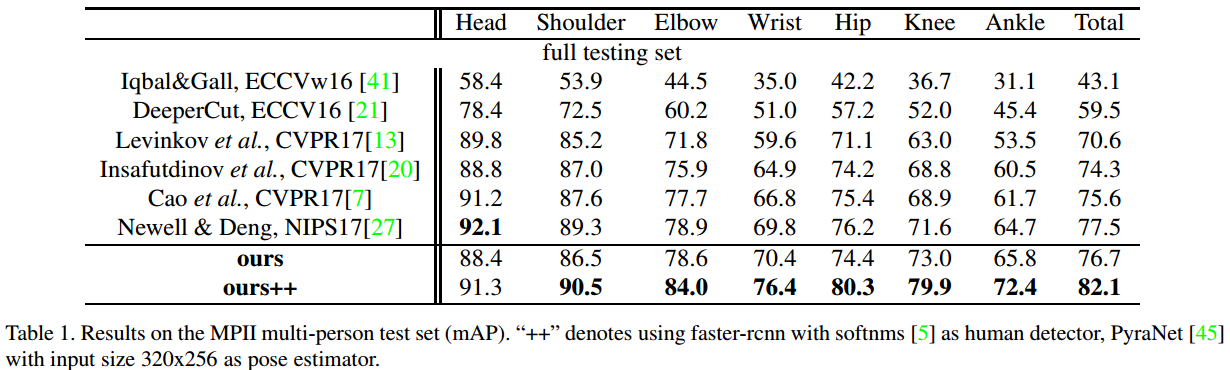 Head Shoulder Elbow Wrist Hip Knee Ankle Total
full testing set
Iqbal&Gall, ECCVw16 [41] 58.4 53.9 44.5 35.0 42.2 36.7 31.1 43.1
DeeperCut, ECCV16 [21] 78.4 72.5 60.2 51.0 57.2 52.0 45.4 59.5
Levinkov et al., CVPR17[13] 89.8 85.2 71.8 59.6 71.1 63.0 53.5 70.6
Insafutdinov et al., CVPR17[20] 88.8 87.0 75.9 64.9 74.2 68.8 60.5 74.3
Cao et al., CVPR17[7] 91.2 87.6 77.7 66.8 75.4 68.9 61.7 75.6
Newell & Deng, NIPS17[27] 92.1 89.3 78.9 69.8 76.2 71.6 64.7 77.5
ours 88.4 86.5 78.6 70.4 74.4 73.0 65.8 76.7
ours++ 91.3 90.5 84.0 76.4 80.3 79.9 72.4 82.1
Table 1. Results on the MPII multi-person test set (mAP). “++” denotes using faster-rcnn with softnms [5] as human detector, PyraNet [45]
with input size 320x256 as pose estimator.